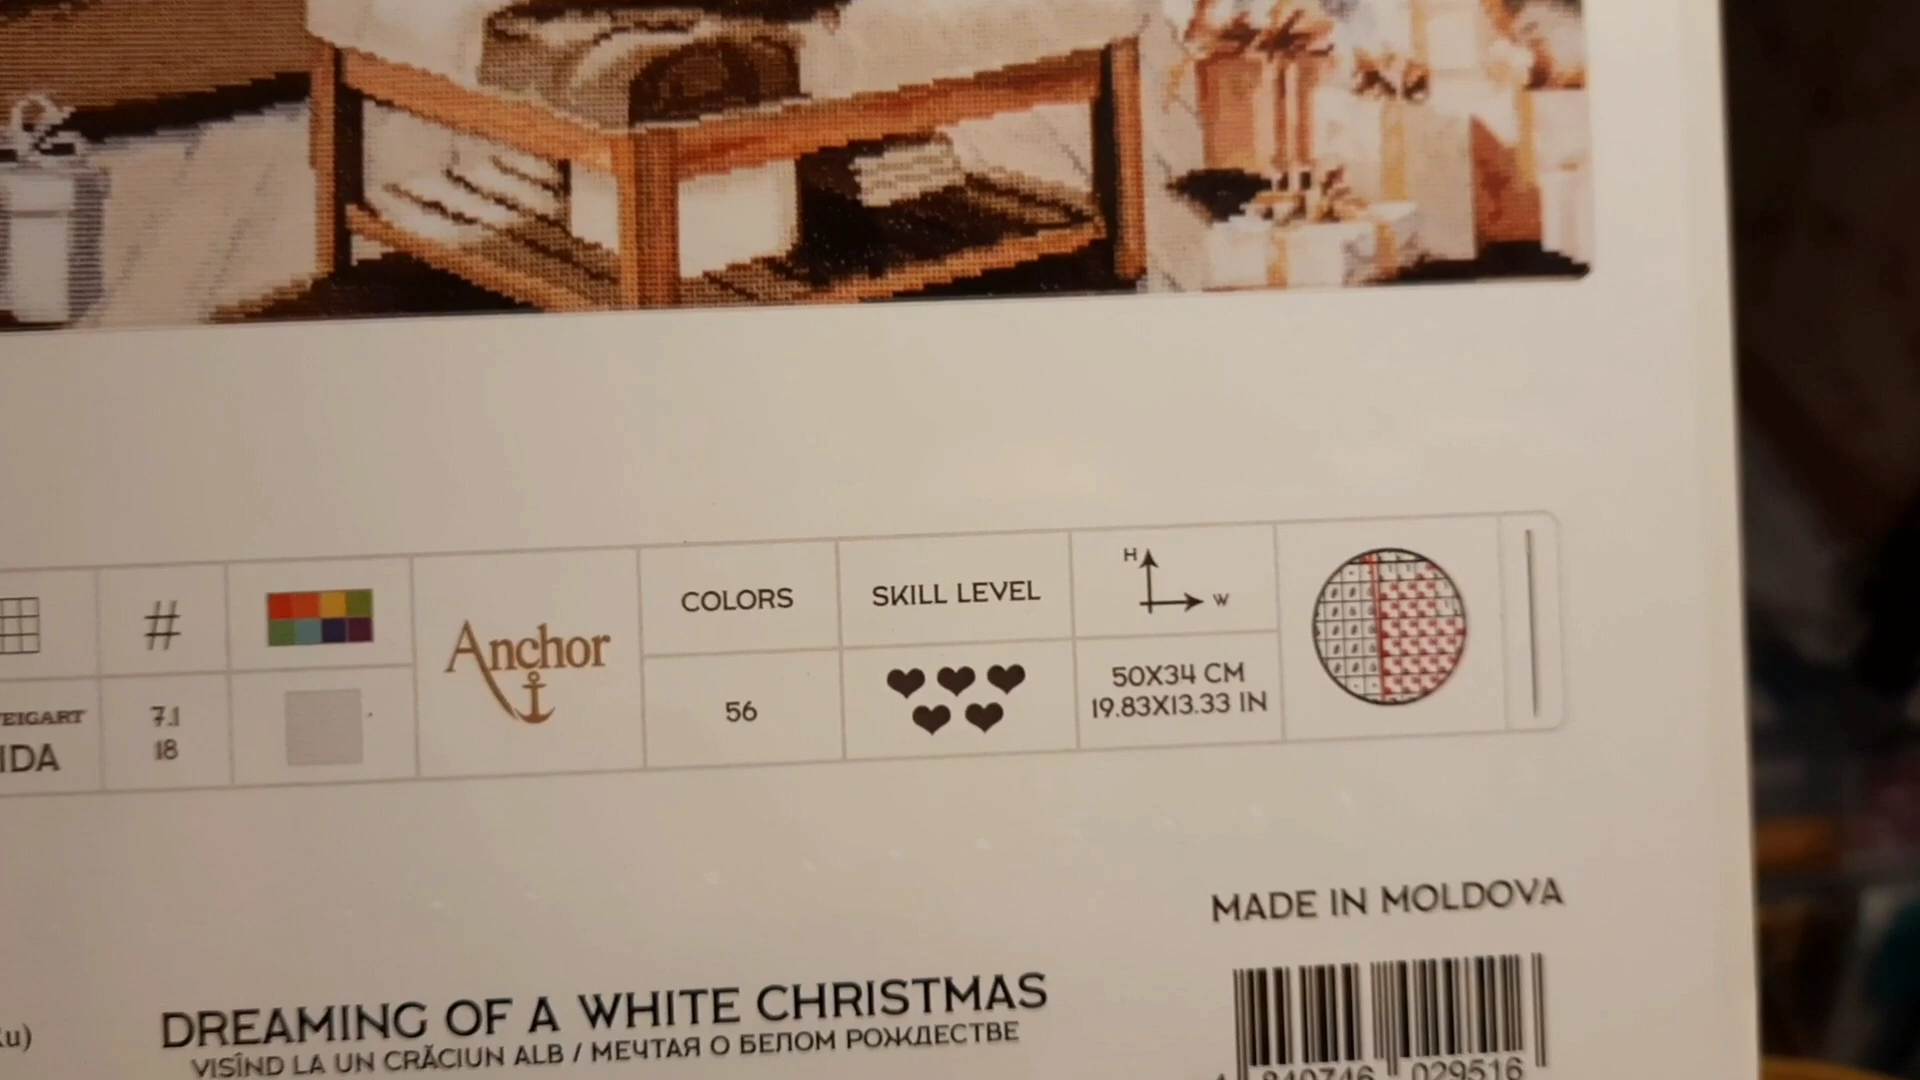 H
W
# Anchor COLORS SKILL LEVEL
EIGART 7.1 56 50X34 CM
IDA 18 19.83X13.33 IN
MADE IN MOLDOVA
DREAMING OF A WHITE CHRISTMAS
VISÎND LA UN CRĂCIUN ALB / МЕЧТАЯ О БЕЛОМ РОЖДЕСТВЕ
029516